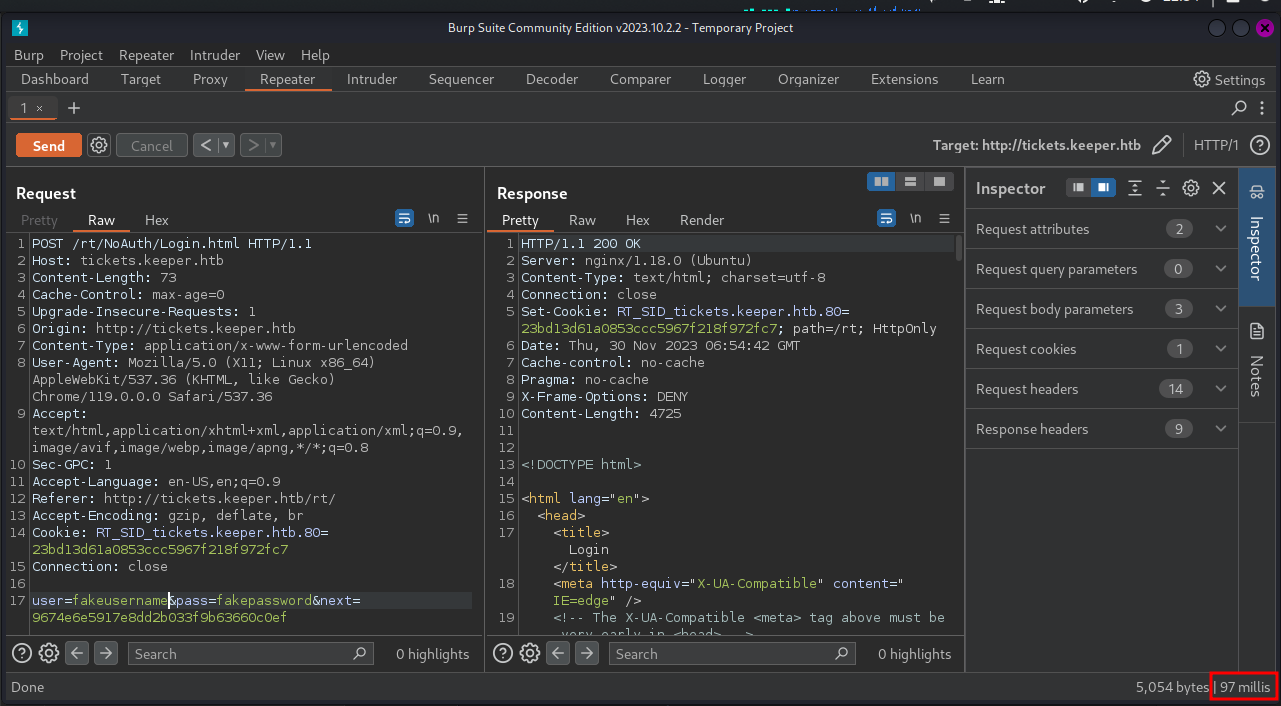 Burp Suite Community Edition v2023.10.2.2 - Temporary Project
Burp Project Repeater Intruder View Help
Dashboard Target Proxy Repeater Intruder Sequencer Decoder Comparer Logger Organizer Extensions Learn Settings
1 × +
Send Cancel < > Target: http://tickets.keeper.htb HTTP/1 ?
Request
Pretty Raw Hex \n
1 POST /rt/NoAuth/Login.html HTTP/1.1
2 Host: tickets.keeper.htb
3 Content-Length: 73
4 Cache-Control: max-age=0
5 Upgrade-Insecure-Requests: 1
6 Origin: http://tickets.keeper.htb
7 Content-Type: application/x-www-form-urlencoded
8 User-Agent: Mozilla/5.0 (X11; Linux x86_64)
AppleWebKit/537.36 (KHTML, like Gecko)
Chrome/119.0.0.0 Safari/537.36
9 Accept:
text/html,application/xhtml+xml,application/xml;q=0.9,
image/avif,image/webp,image/apng,*/*;q=0.8
10 Sec-GPC: 1
11 Accept-Language: en-US,en;q=0.9
12 Referer: http://tickets.keeper.htb/rt/
13 Accept-Encoding: gzip, deflate, br
14 Cookie: RT_SID_tickets.keeper.htb.80=
23bd13d61a0853ccc5967f218f972fc7
15 Connection: close
16
17 user=fakeusername&pass=fakepassword&next=
9674e6e5917e8dd2b033f9b63660c0ef
? Search 0 highlights
Response
Pretty Raw Hex Render \n
1 HTTP/1.1 200 OK
2 Server: nginx/1.18.0 (Ubuntu)
3 Content-Type: text/html; charset=utf-8
4 Connection: close
5 Set-Cookie: RT_SID_tickets.keeper.htb.80=
23bd13d61a0853ccc5967f218f972fc7; path=/rt; HttpOnly
6 Date: Thu, 30 Nov 2023 06:54:42 GMT
7 Cache-control: no-cache
8 Pragma: no-cache
9 X-Frame-Options: DENY
10 Content-Length: 4725
11
12
13 <!DOCTYPE html>
14
15 <html lang="en">
16 <head>
17 <title>
Login
</title>
18 <meta http-equiv="X-UA-Compatible" content="
IE=edge" />
19 <!-- The X-UA-Compatible <meta> tag above must be
very early in <head> -->
? Search 0 highlights
Inspector
Request attributes 2
Request query parameters 0
Request body parameters 3
Request cookies 1
Request headers 14
Response headers 9
Inspector
Notes
Done 5,054 bytes | 97 millis